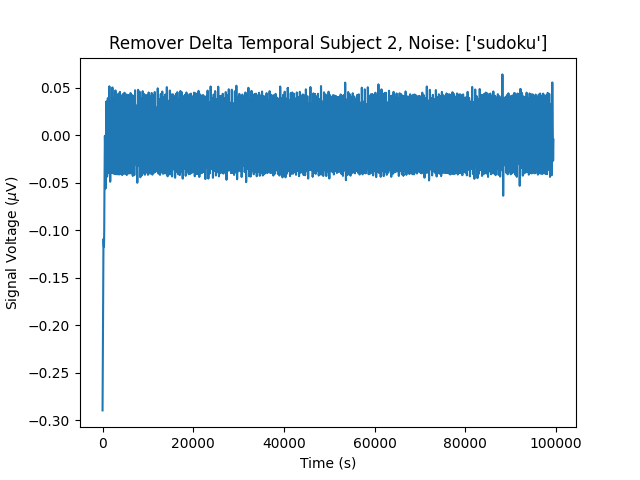 Remover Delta Temporal Subject 2, Noise: ['sudoku']
0.05
0.00
−0.05
−0.10
−0.15
−0.20
−0.25
−0.30
Signal Voltage (μV)
0 20000 40000 60000 80000 100000
Time (s)